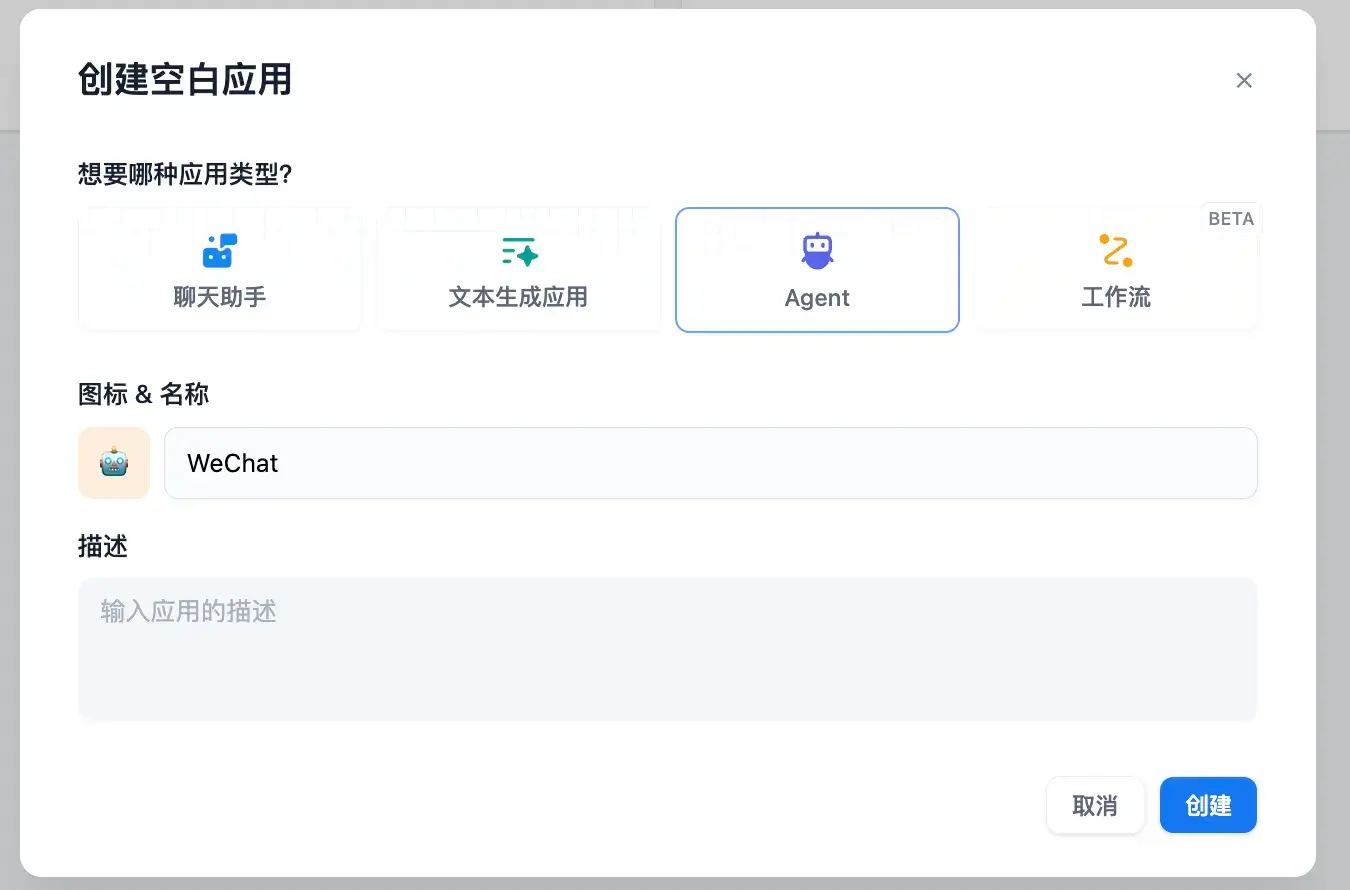 创建空白应用
想要哪种应用类型?
聊天助手
文本生成应用
Agent
BETA
工作流
图标 & 名称
WeChat
描述
输入应用的描述
取消
创建